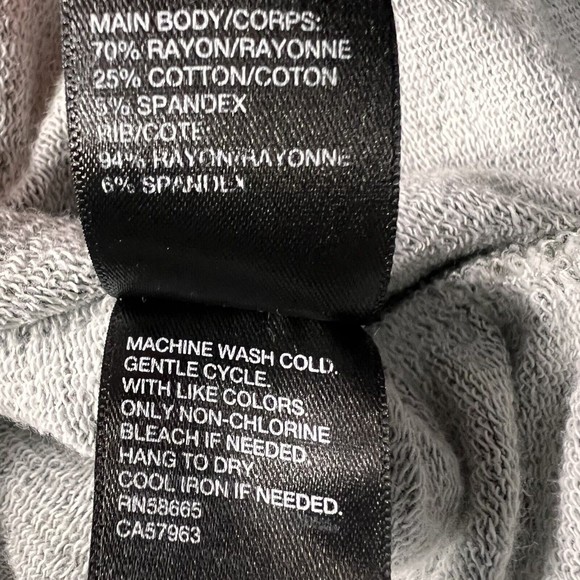 MAIN BODY/CORPS:
70% RAYON/RAYONNE
25% COTTON/COTON
5% SPANDEX
RIB/COTE:
94% RAYON/RAYONNE
6% SPANDEX
MACHINE WASH COLD.
GENTLE CYCLE.
WITH LIKE COLORS.
ONLY NON-CHLORINE
BLEACH IF NEEDED.
HANG TO DRY.
COOL IRON IF NEEDED.
RN58665
CA57963